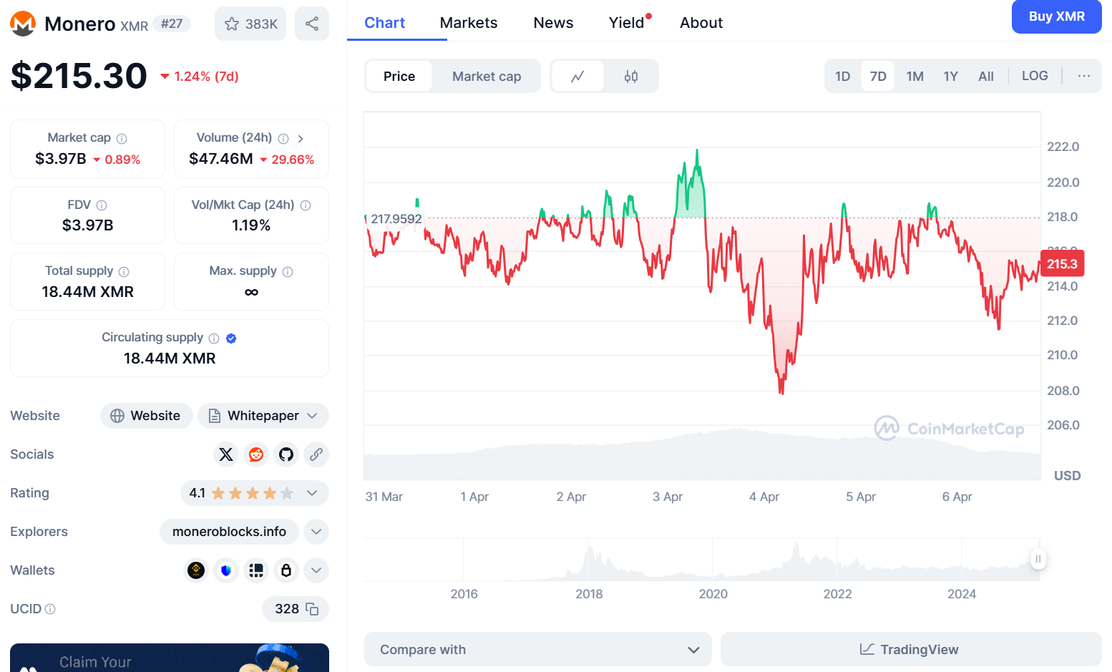 Monero XMR #27 383K
$215.30 1.24% (7d)
Market cap
$3.97B 0.89%
Volume (24h)
$47.46M 29.66%
FDV
$3.97B
Vol/Mkt Cap (24h)
1.19%
Total supply
18.44M XMR
Max. supply
∞
Circulating supply
18.44M XMR
Website Website Whitepaper
Socials
Rating 4.1
Explorers moneroblocks.info
Wallets
UCID 328
Claim Your
Chart Markets News Yield About
Buy XMR
Price Market cap
1D 7D 1M 1Y All LOG ...
222.0
220.0
218.0
217.9592
216.0
215.3
214.0
212.0
210.0
208.0
206.0
CoinMarketCap
USD
31 Mar 1 Apr 2 Apr 3 Apr 4 Apr 5 Apr 6 Apr
2016 2018 2020 2022 2024
Compare with
TradingView